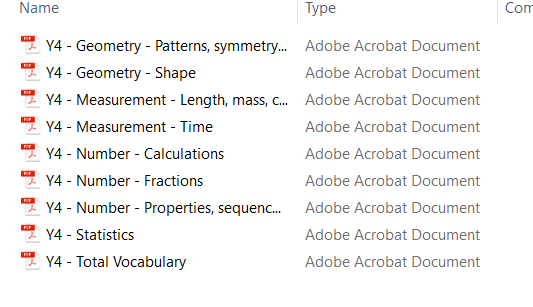 Name Type Com
Y4 - Geometry - Patterns, symmetry... Adobe Acrobat Document
Y4 - Geometry - Shape Adobe Acrobat Document
Y4 - Measurement - Length, mass, c... Adobe Acrobat Document
Y4 - Measurement - Time Adobe Acrobat Document
Y4 - Number - Calculations Adobe Acrobat Document
Y4 - Number - Fractions Adobe Acrobat Document
Y4 - Number - Properties, sequenc... Adobe Acrobat Document
Y4 - Statistics Adobe Acrobat Document
Y4 - Total Vocabulary Adobe Acrobat Document